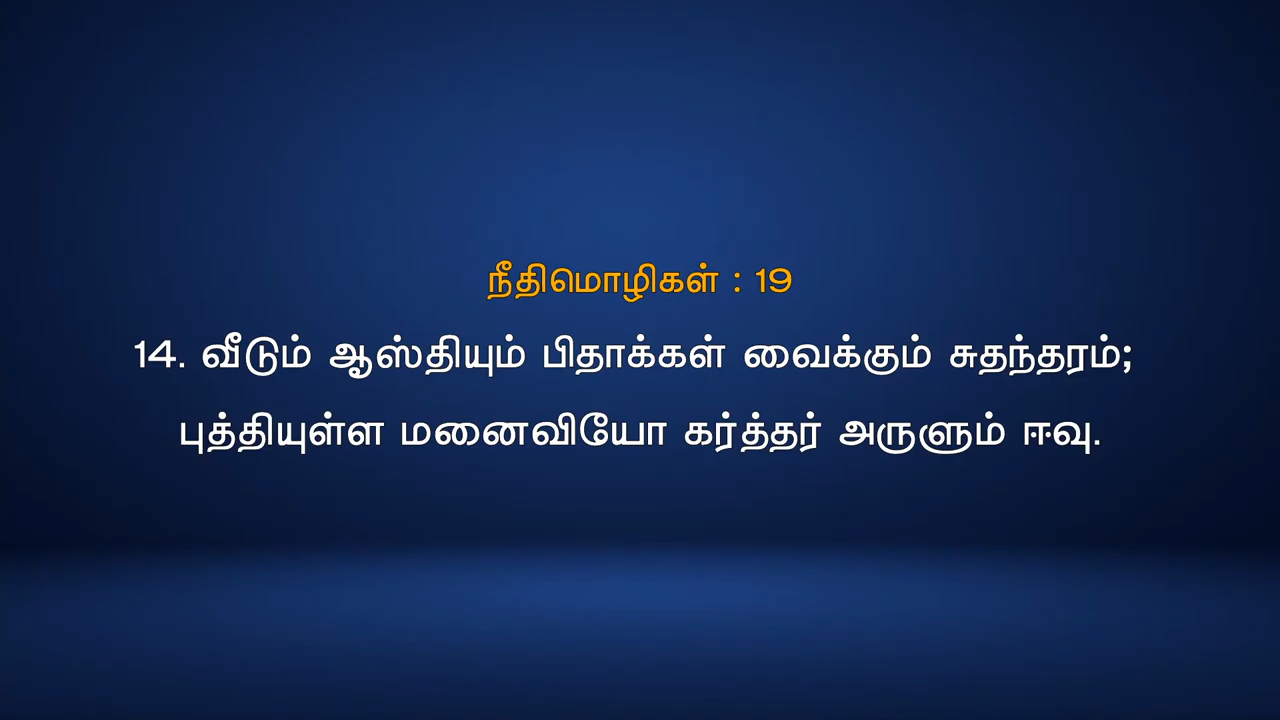 நீதிமொழிகள் : 19
14. வீடும் ஆஸ்தியும் பிதாக்கள் வைக்கும் சுதந்தரம்;
புத்தியுள்ள மனைவியோ கர்த்தர் அருளும் ஈவு.